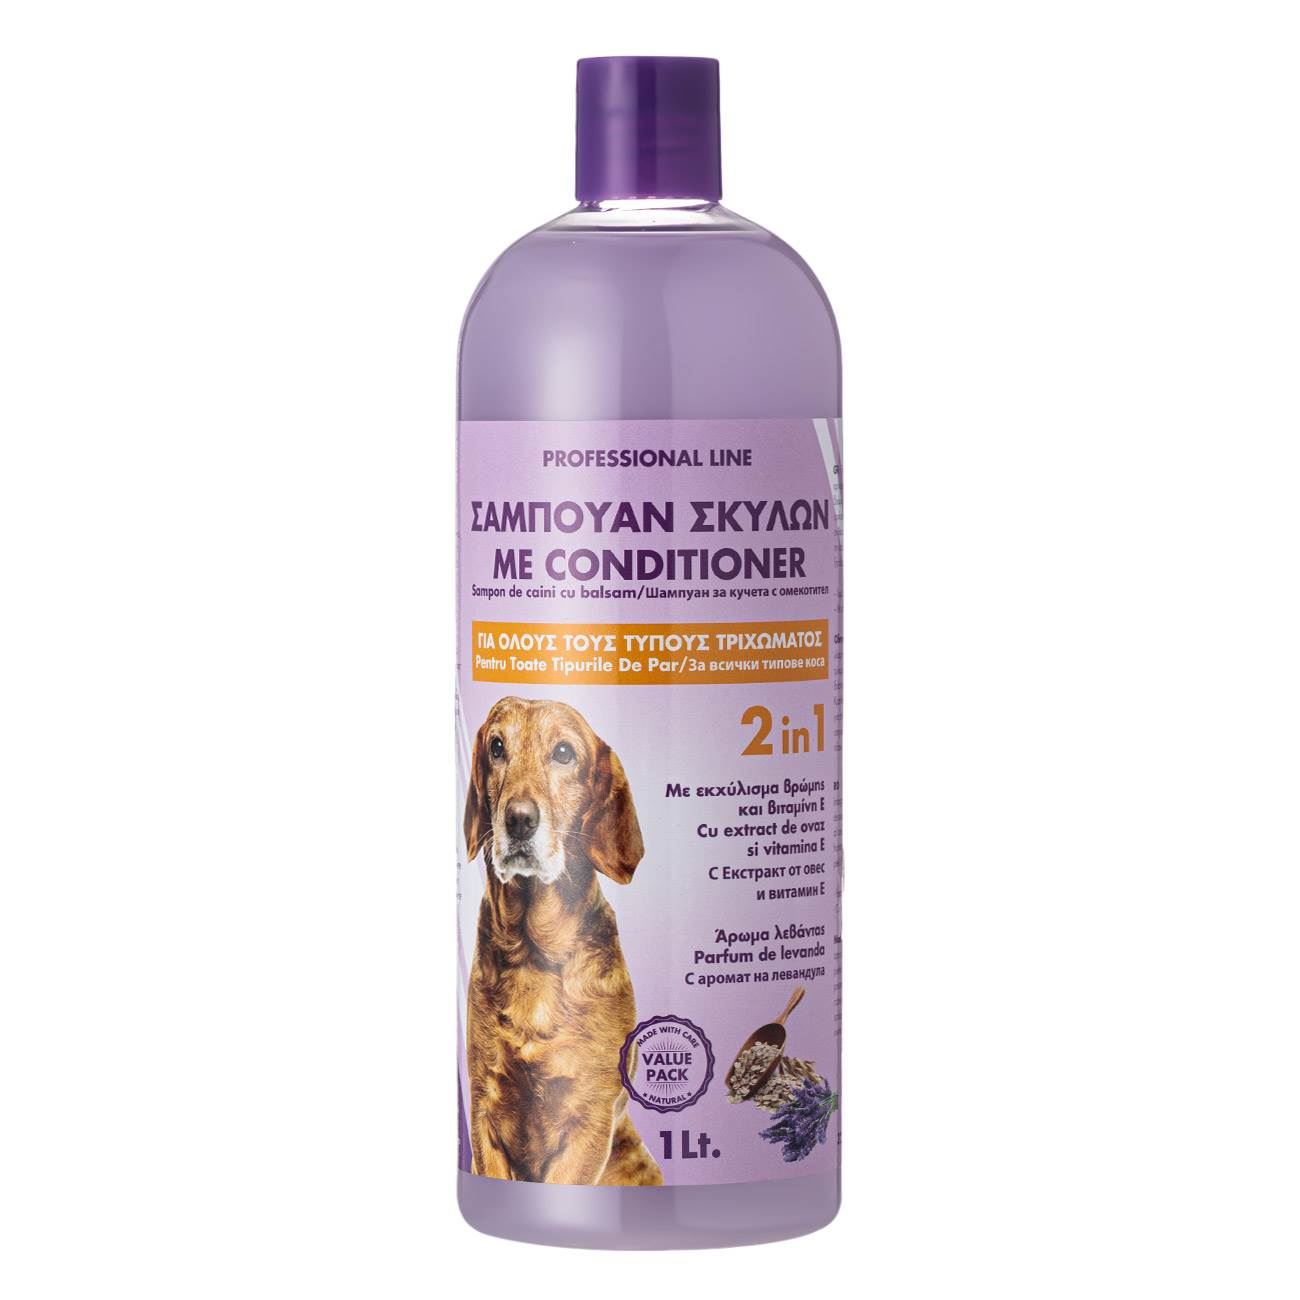 PROFESSIONAL LINE
ΣΑΜΠΟΥΑΝ ΣΚΥΛΩΝ
ΜΕ CONDITIONER
Sampon de caini cu balsam/Шампуан за кучета с омекотител
ΓΙΑ ΟΛΟΥΣ ΤΟΥΣ ΤΥΠΟΥΣ ΤΡΙΧΩΜΑΤΟΣ
Pentru Toate Tipurile De Par/За всички типове коса
2 in 1
Με εκχύλισμα βρώμης
και βιταμίνη Ε
Cu extract de ovaz
si vitamina E
С Екстракт от овес
и витамин Е
Άρωμα λεβάντας
Parfum de levanda
С аромат на левандула
MADE WITH CARE
VALUE
PACK
NATURAL
1 Lt.